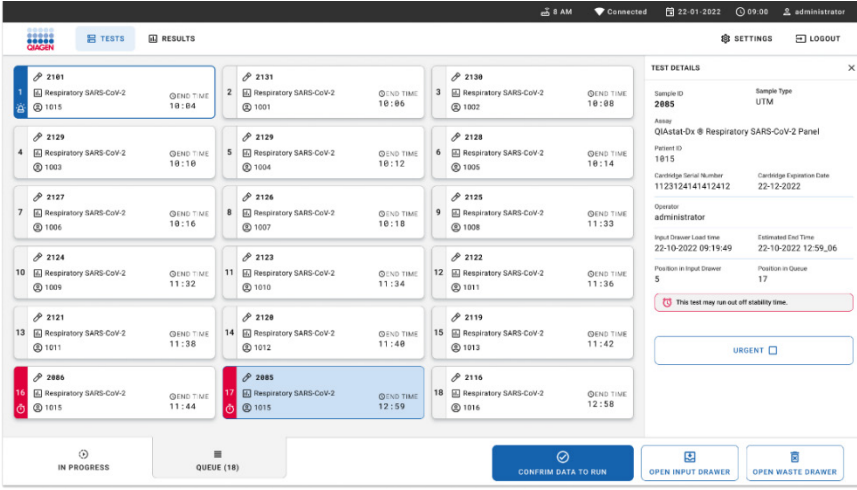 8 AM Connected 22-01-2022 09:00 administrator
QIAGEN TESTS RESULTS SETTINGS LOGOUT
1 2101
Respiratory SARS-CoV-2
1015
END TIME
10:04
2 2131
Respiratory SARS-CoV-2
1001
END TIME
10:06
3 2130
Respiratory SARS-CoV-2
1002
END TIME
10:08
4 2129
Respiratory SARS-CoV-2
1003
END TIME
10:10
5 2129
Respiratory SARS-CoV-2
1004
END TIME
10:12
6 2128
Respiratory SARS-CoV-2
1005
END TIME
10:14
7 2127
Respiratory SARS-CoV-2
1006
END TIME
10:16
8 2126
Respiratory SARS-CoV-2
1007
END TIME
10:18
9 2125
Respiratory SARS-CoV-2
1008
END TIME
11:33
10 2124
Respiratory SARS-CoV-2
1009
END TIME
11:32
11 2123
Respiratory SARS-CoV-2
1010
END TIME
11:34
12 2122
Respiratory SARS-CoV-2
1011
END TIME
11:36
13 2121
Respiratory SARS-CoV-2
1011
END TIME
11:38
14 2120
Respiratory SARS-CoV-2
1012
END TIME
11:40
15 2119
Respiratory SARS-CoV-2
1013
END TIME
11:42
16 2086
Respiratory SARS-CoV-2
1015
END TIME
11:44
17 2085
Respiratory SARS-CoV-2
1015
END TIME
12:59
18 2116
Respiratory SARS-CoV-2
1016
END TIME
12:58
TEST DETAILS
Sample ID Sample Type
2085 UTM
Assay
QIAstat-Dx ® Respiratory SARS-CoV-2 Panel
Patient ID
1015
Cartridge Serial Number Cartridge Expiration Date
1123124141412412 22-12-2022
Operator
administrator
Input Drawer Load time Estimated End Time
22-10-2022 09:19:49 22-10-2022 12:59_06
Position in Input Drawer Position in Queue
5 17
This test may run out off stability time.
URGENT
IN PROGRESS QUEUE (18) CONFRIM DATA TO RUN OPEN INPUT DRAWER OPEN WASTE DRAWER